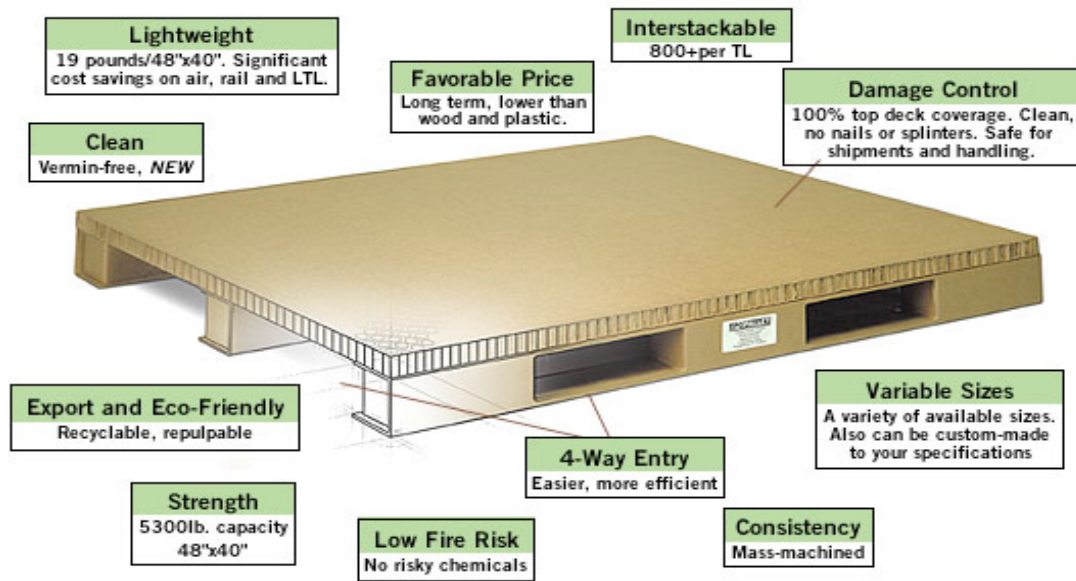 Lightweight
19 pounds/48"x40". Significant
cost savings on air, rail and LTL.
Interstackable
800+per TL
Favorable Price
Long term, lower than
wood and plastic.
Damage Control
100% top deck coverage. Clean,
no nails or splinters. Safe for
shipments and handling.
Clean
Vermin-free, NEW
Export and Eco-Friendly
Recyclable, repulpable
Variable Sizes
A variety of available sizes.
Also can be custom-made
to your specifications
4-Way Entry
Easier, more efficient
Strength
5300lb. capacity
48"x40"
Low Fire Risk
No risky chemicals
Consistency
Mass-machined